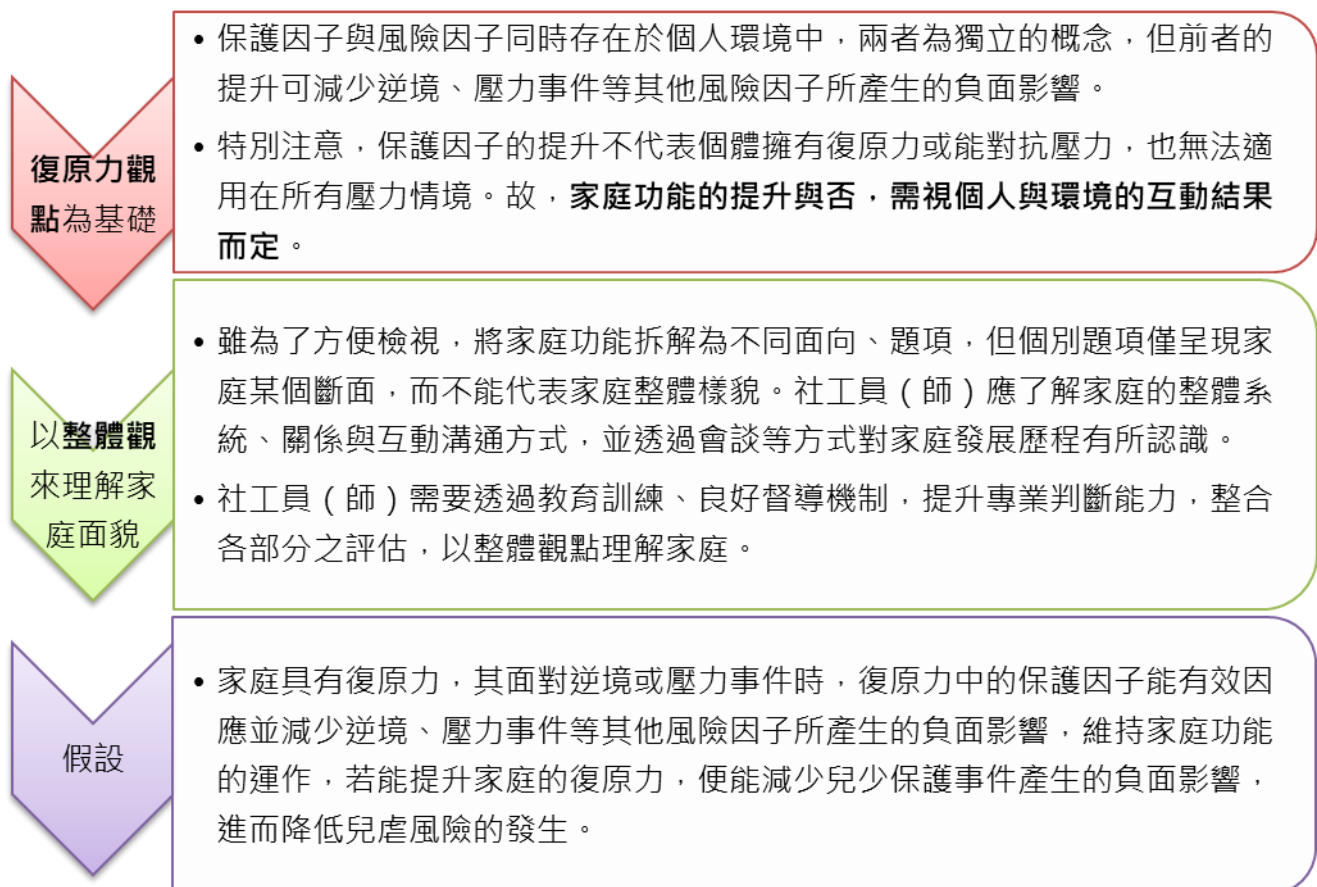 復原力觀
點為基礎
• 保護因子與風險因子同時存在於個人環境中，兩者為獨立的概念，但前者的
提升可減少逆境、壓力事件等其他風險因子所產生的負面影響。
• 特別注意，保護因子的提升不代表個體擁有復原力或能對抗壓力，也無法適
用在所有壓力情境。故，家庭功能的提升與否，需視個人與環境的互動結果
而定。
以整體觀
來理解家
庭面貌
• 雖為了方便檢視，將家庭功能拆解為不同面向、題項，但個別題項僅呈現家
庭某個斷面，而不能代表家庭整體樣貌。社工員（師）應了解家庭的整體系
統、關係與互動溝通方式，並透過會談等方式對家庭發展歷程有所認識。
• 社工員（師）需要透過教育訓練、良好督導機制，提升專業判斷能力，整合
各部分之評估，以整體觀點理解家庭。
假設
• 家庭具有復原力，其面對逆境或壓力事件時，復原力中的保護因子能有效因
應並減少逆境、壓力事件等其他風險因子所產生的負面影響，維持家庭功能
的運作，若能提升家庭的復原力，便能減少兒少保護事件產生的負面影響，
進而降低兒虐風險的發生。